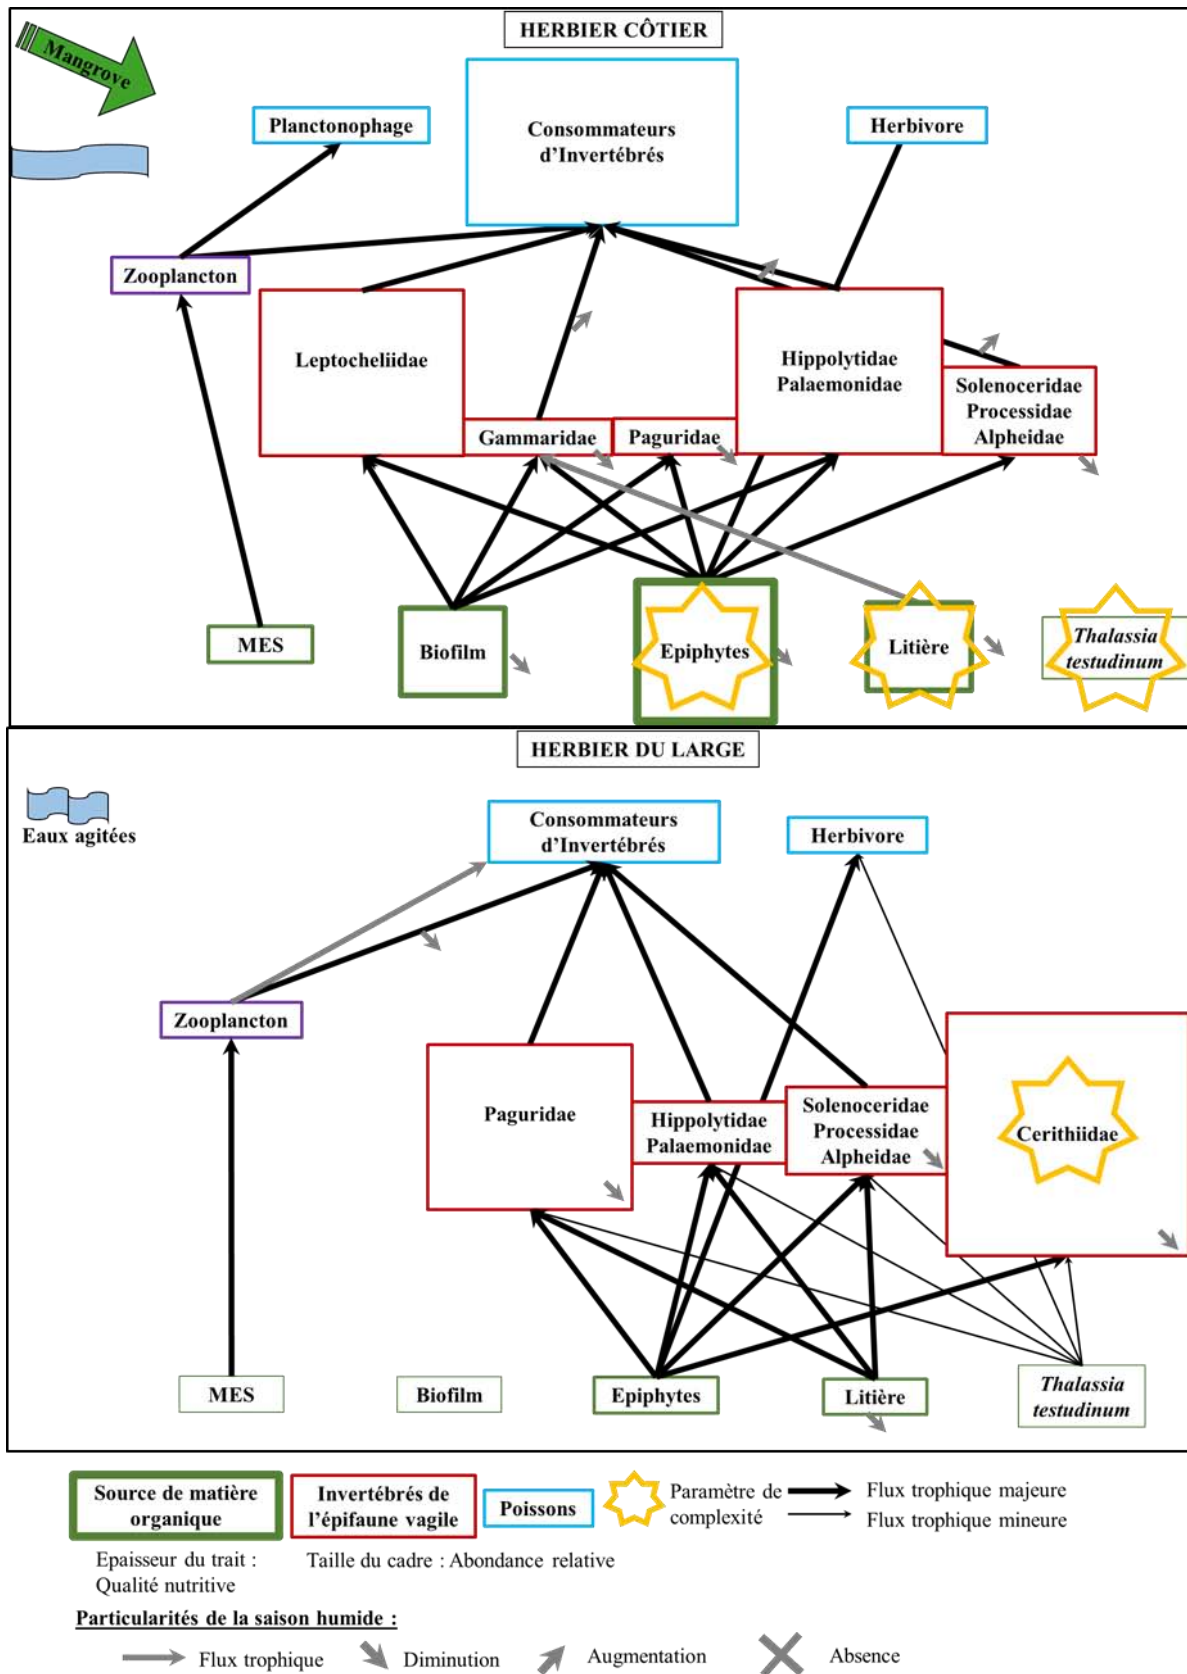 HERBIER CÔTIER
Mangrove
Planctonophage
Consommateurs
d'Invertébrés
Herbivore
Zooplancton
Leptocheliidae
Hippolytidae
Palaemonidae
Solenoceridae
Processidae
Alpheidae
Gammaridae
Paguridae
MES
Biofilm
Epiphytes
Litière
Thalassia
testudinum
HERBIER DU LARGE
Eaux agitées
Consommateurs
d'Invertébrés
Herbivore
Zooplancton
Paguridae
Hippolytidae
Palaemonidae
Solenoceridae
Processidae
Alpheidae
Cerithiidae
MES
Biofilm
Epiphytes
Litière
Thalassia
testudinum
Source de matière
organique
Invertébrés de
l'épifaune vagile
Poissons
Paramètre de
complexité
Flux trophique majeure
Flux trophique mineure
Epaisseur du trait :
Qualité nutritive
Taille du cadre : Abondance relative
Particularités de la saison humide :
Flux trophique
Diminution
Augmentation
Absence